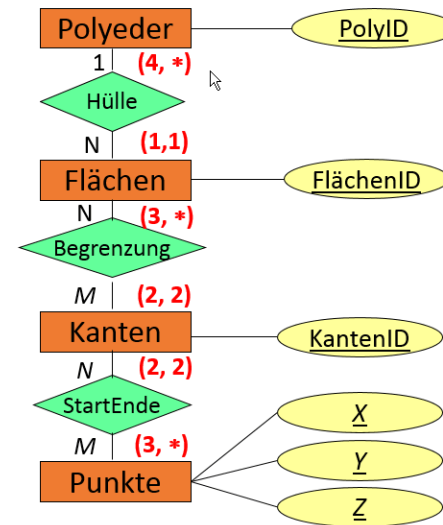 Polyeder
PolyID
1 (4, *)
Hülle
N (1,1)
Flächen
FlächenID
N (3, *)
Begrenzung
M (2, 2)
Kanten
KantenID
N (2, 2)
X
StartEnde
Y
M (3, *)
Punkte
Z